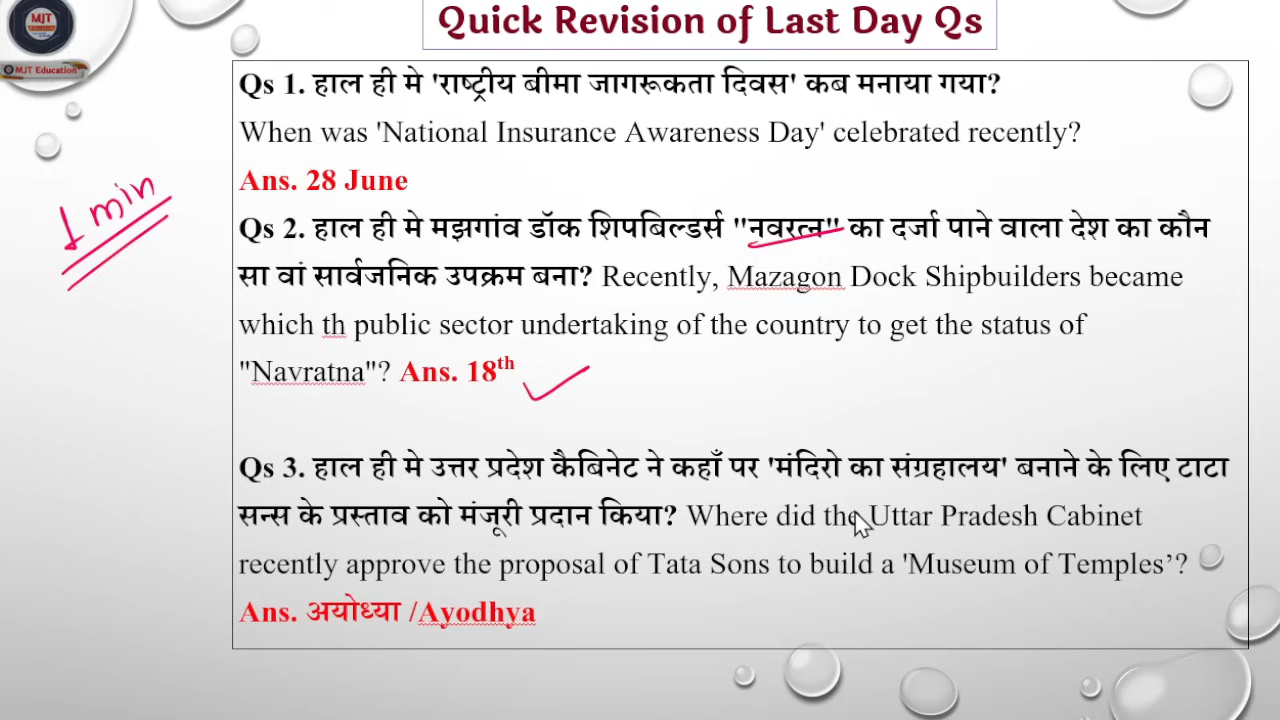 MJT
MJT Education
Quick Revision of Last Day Qs
1 min
Qs 1. हाल ही मे 'राष्ट्रीय बीमा जागरूकता दिवस' कब मनाया गया?
When was 'National Insurance Awareness Day' celebrated recently?
Ans. 28 June
Qs 2. हाल ही मे मझगांव डॉक शिपबिल्डर्स "नवरत्न" का दर्जा पाने वाला देश का कौन
सा वां सार्वजनिक उपक्रम बना? Recently, Mazagon Dock Shipbuilders became
which th public sector undertaking of the country to get the status of
"Navratna"? Ans. 18th
Qs 3. हाल ही मे उत्तर प्रदेश कैबिनेट ने कहाँ पर 'मंदिरो का संग्रहालय' बनाने के लिए टाटा
सन्स के प्रस्ताव को मंजूरी प्रदान किया? Where did the Uttar Pradesh Cabinet
recently approve the proposal of Tata Sons to build a 'Museum of Temples’?
Ans. अयोध्या /Ayodhya